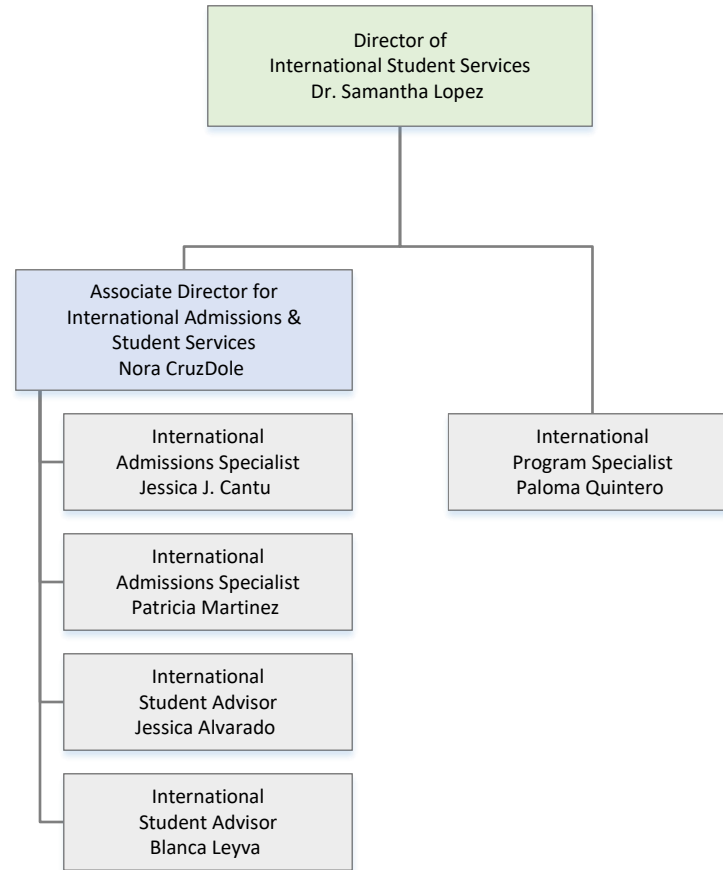 Director of
International Student Services
Dr. Samantha Lopez
Associate Director for
International Admissions &
Student Services
Nora CruzDole
International
Admissions Specialist
Jessica J. Cantu
International
Program Specialist
Paloma Quintero
International
Admissions Specialist
Patricia Martinez
International
Student Advisor
Jessica Alvarado
International
Student Advisor
Blanca Leyva